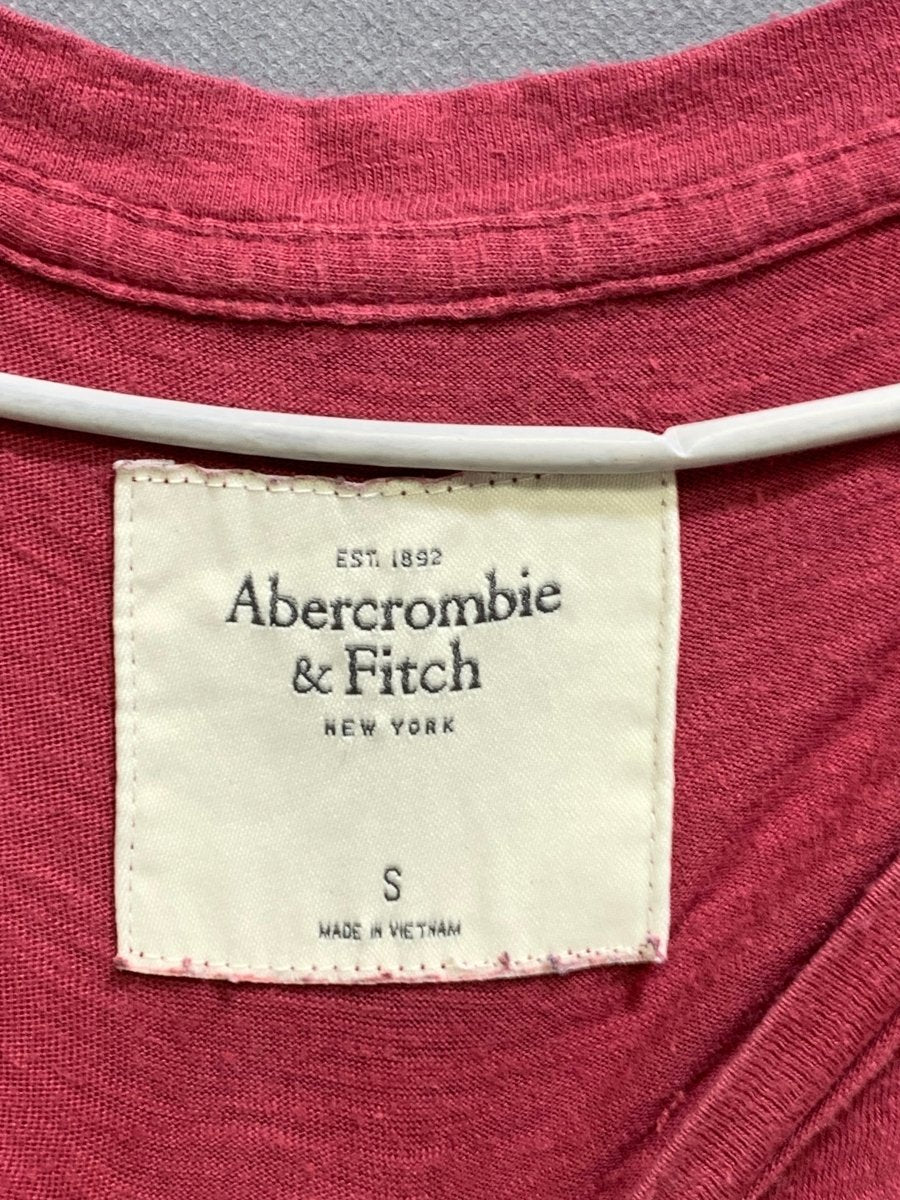 EST. 1892
Abercrombie
& Fitch
NEW YORK
S
MADE IN VIETNAM